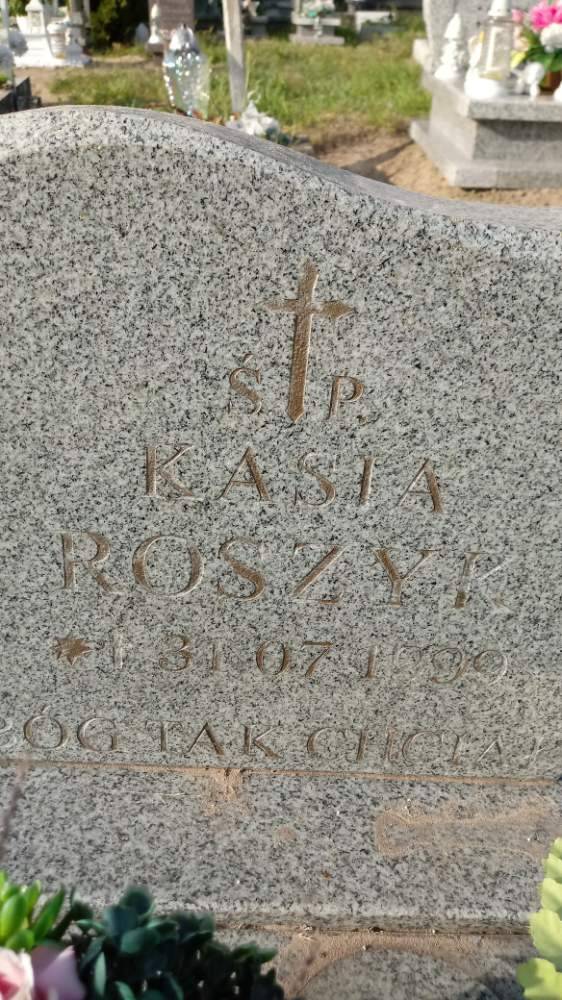 Ś P.
KASIA
ROSZYK
* † 31 07 1999
BÓG TAK CHCIAŁ